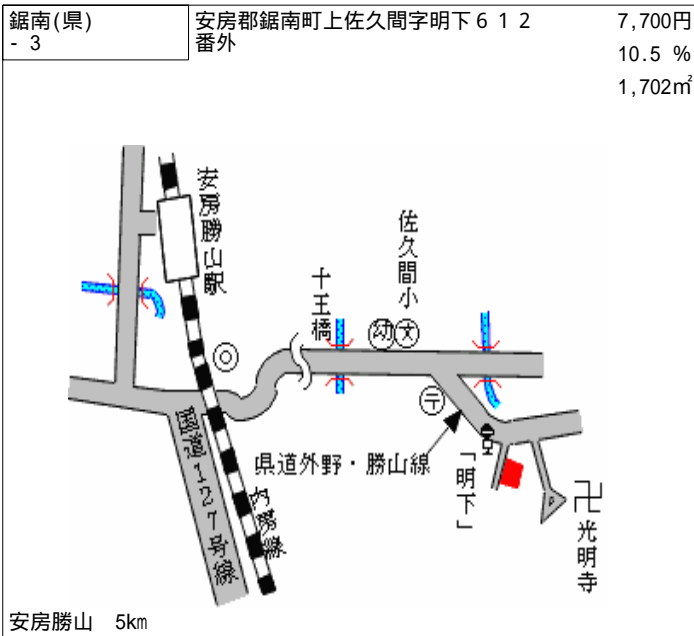 鋸南(県)
- 3
安房郡鋸南町上佐久間字明下６１２
番外
7,700円
10.5 %
1,702㎡
安房勝山駅
十王橋
佐久間小
幼
文
◎
〒
県道外野・勝山線
「明下」
国道127号線
内房線
P
卍光明寺
安房勝山 5km